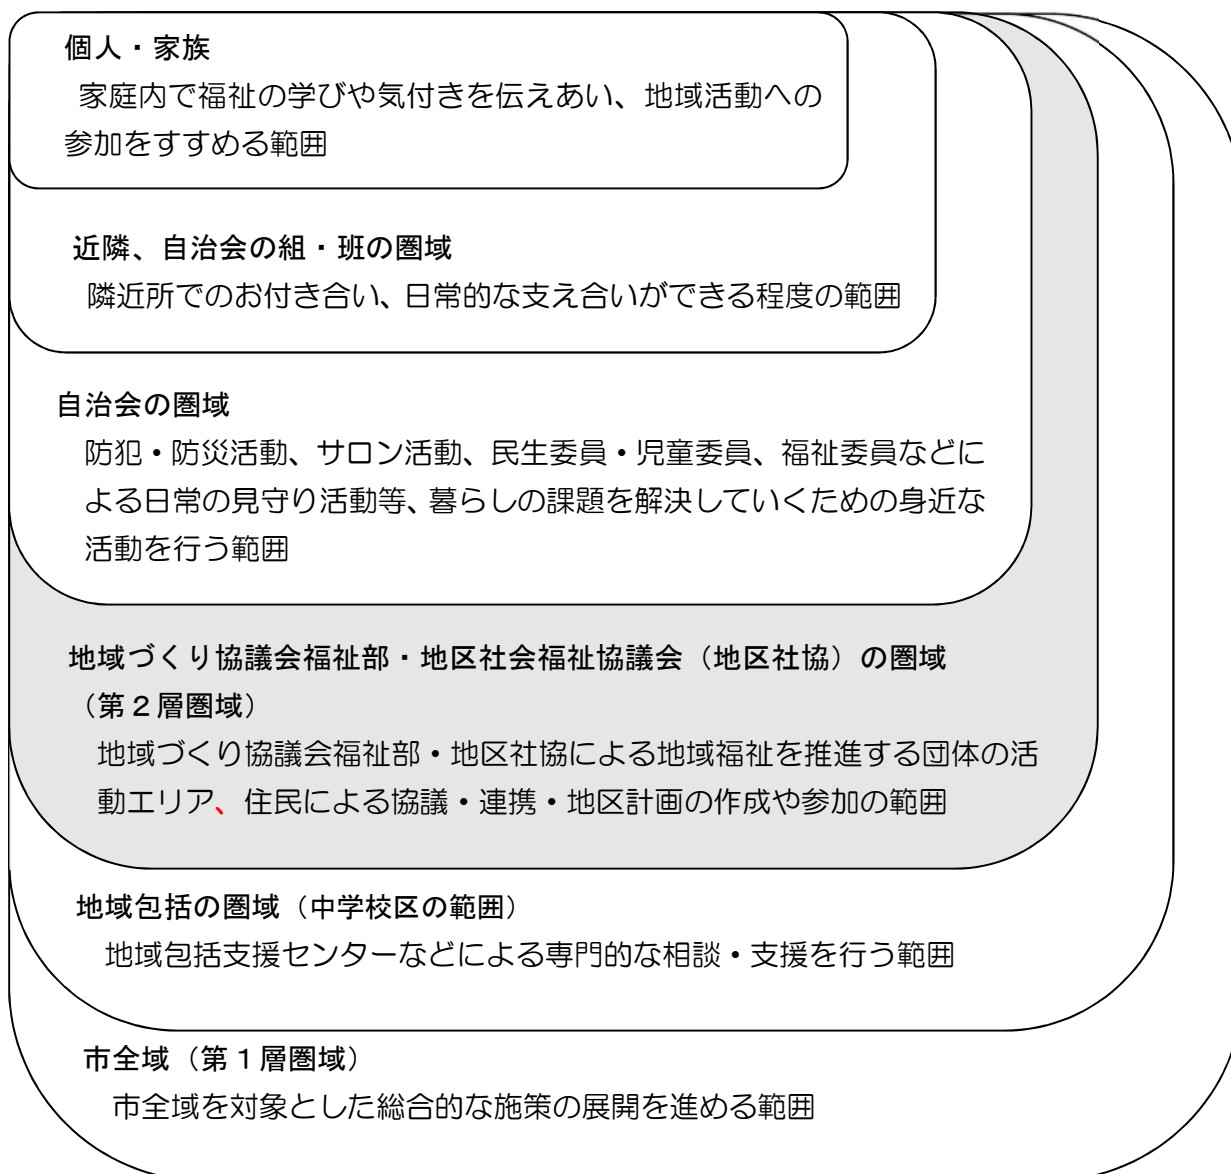 個人・家族
家庭内で福祉の学びや気付きを伝えあい、地域活動への
参加をすすめる範囲
近隣、自治会の組・班の圏域
隣近所でのお付き合い、日常的な支え合いができる程度の範囲
自治会の圏域
防犯・防災活動、サロン活動、民生委員・児童委員、福祉委員などに
よる日常の見守り活動等、暮らしの課題を解決していくための身近な
活動を行う範囲
地域づくり協議会福祉部・地区社会福祉協議会（地区社協）の圏域
（第２層圏域）
地域づくり協議会福祉部・地区社協による地域福祉を推進する団体の活
動エリア、住民による協議・連携・地区計画の作成や参加の範囲
地域包括の圏域（中学校区の範囲）
地域包括支援センターなどによる専門的な相談・支援を行う範囲
市全域（第１層圏域）
市全域を対象とした総合的な施策の展開を進める範囲